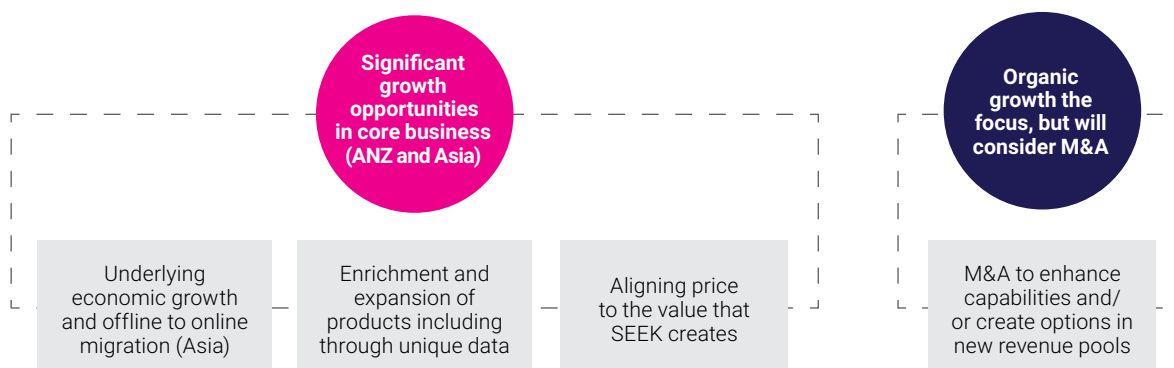 Significant
growth
opportunities
in core business
(ANZ and Asia)
Organic
growth the
focus, but will
consider M&A
Underlying
economic growth
and offline to online
migration (Asia)
Enrichment and
expansion of
products including
through unique data
Aligning price
to the value that
SEEK creates
M&A to enhance
capabilities and/
or create options in
new revenue pools